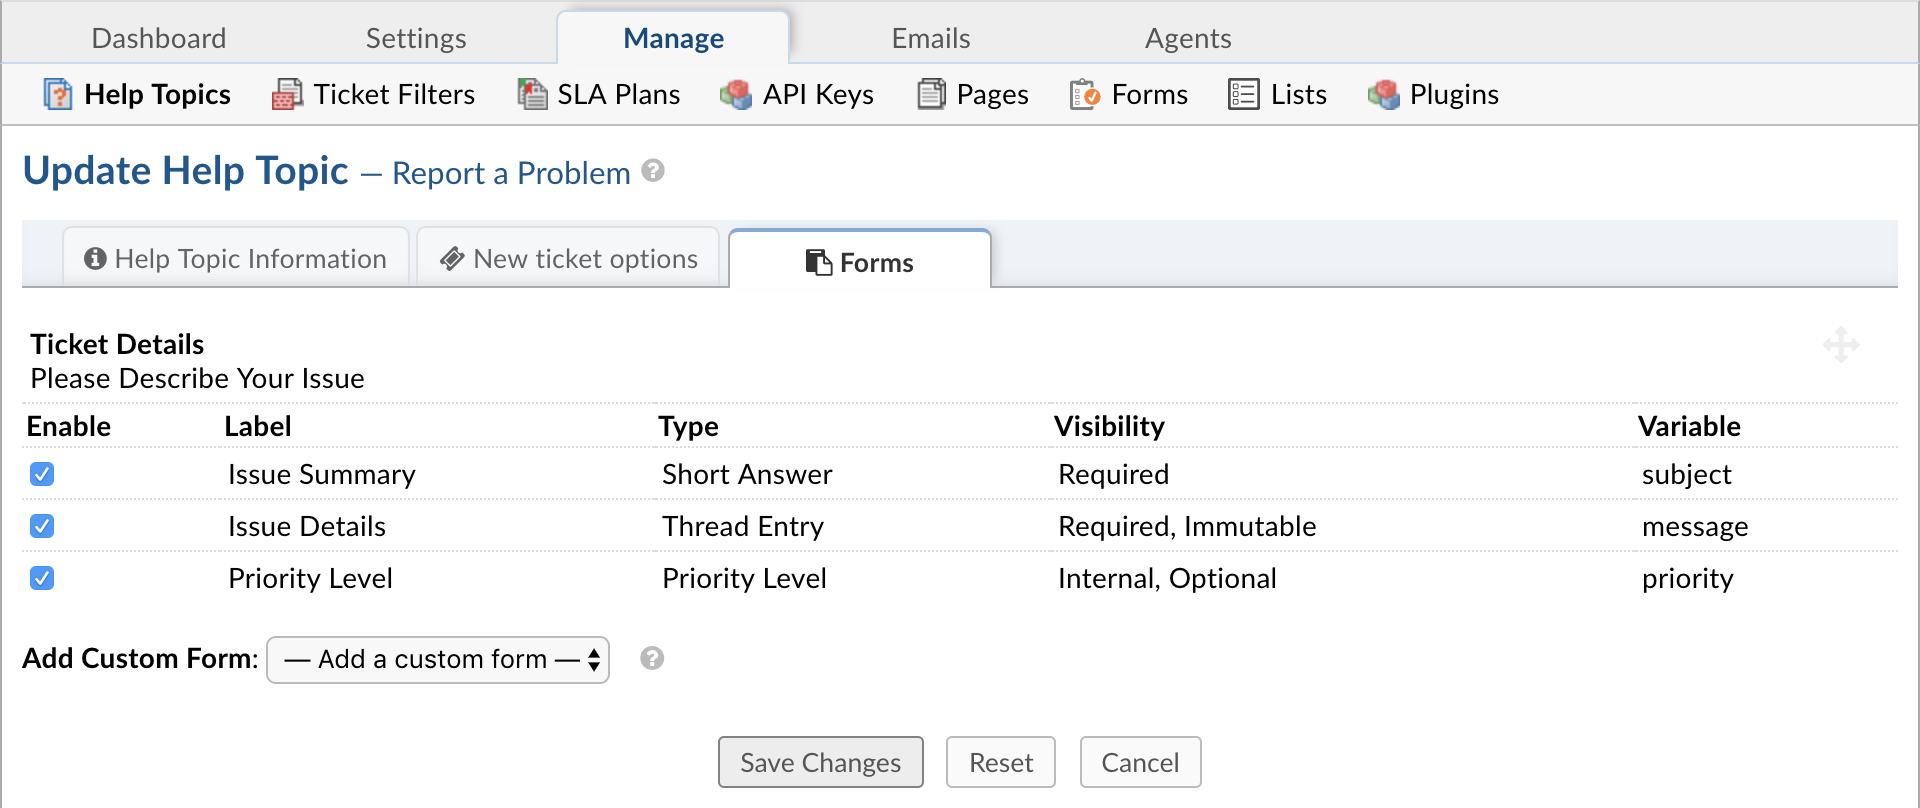 Dashboard Settings Manage Emails Agents
Help Topics Ticket Filters SLA Plans API Keys Pages Forms Lists Plugins
Update Help Topic — Report a Problem ?
Help Topic Information New ticket options Forms
Ticket Details
Please Describe Your Issue
Enable Label Type Visibility Variable
Issue Summary Short Answer Required subject
Issue Details Thread Entry Required, Immutable message
Priority Level Priority Level Internal, Optional priority
Add Custom Form: — Add a custom form — ?
Save Changes Reset Cancel